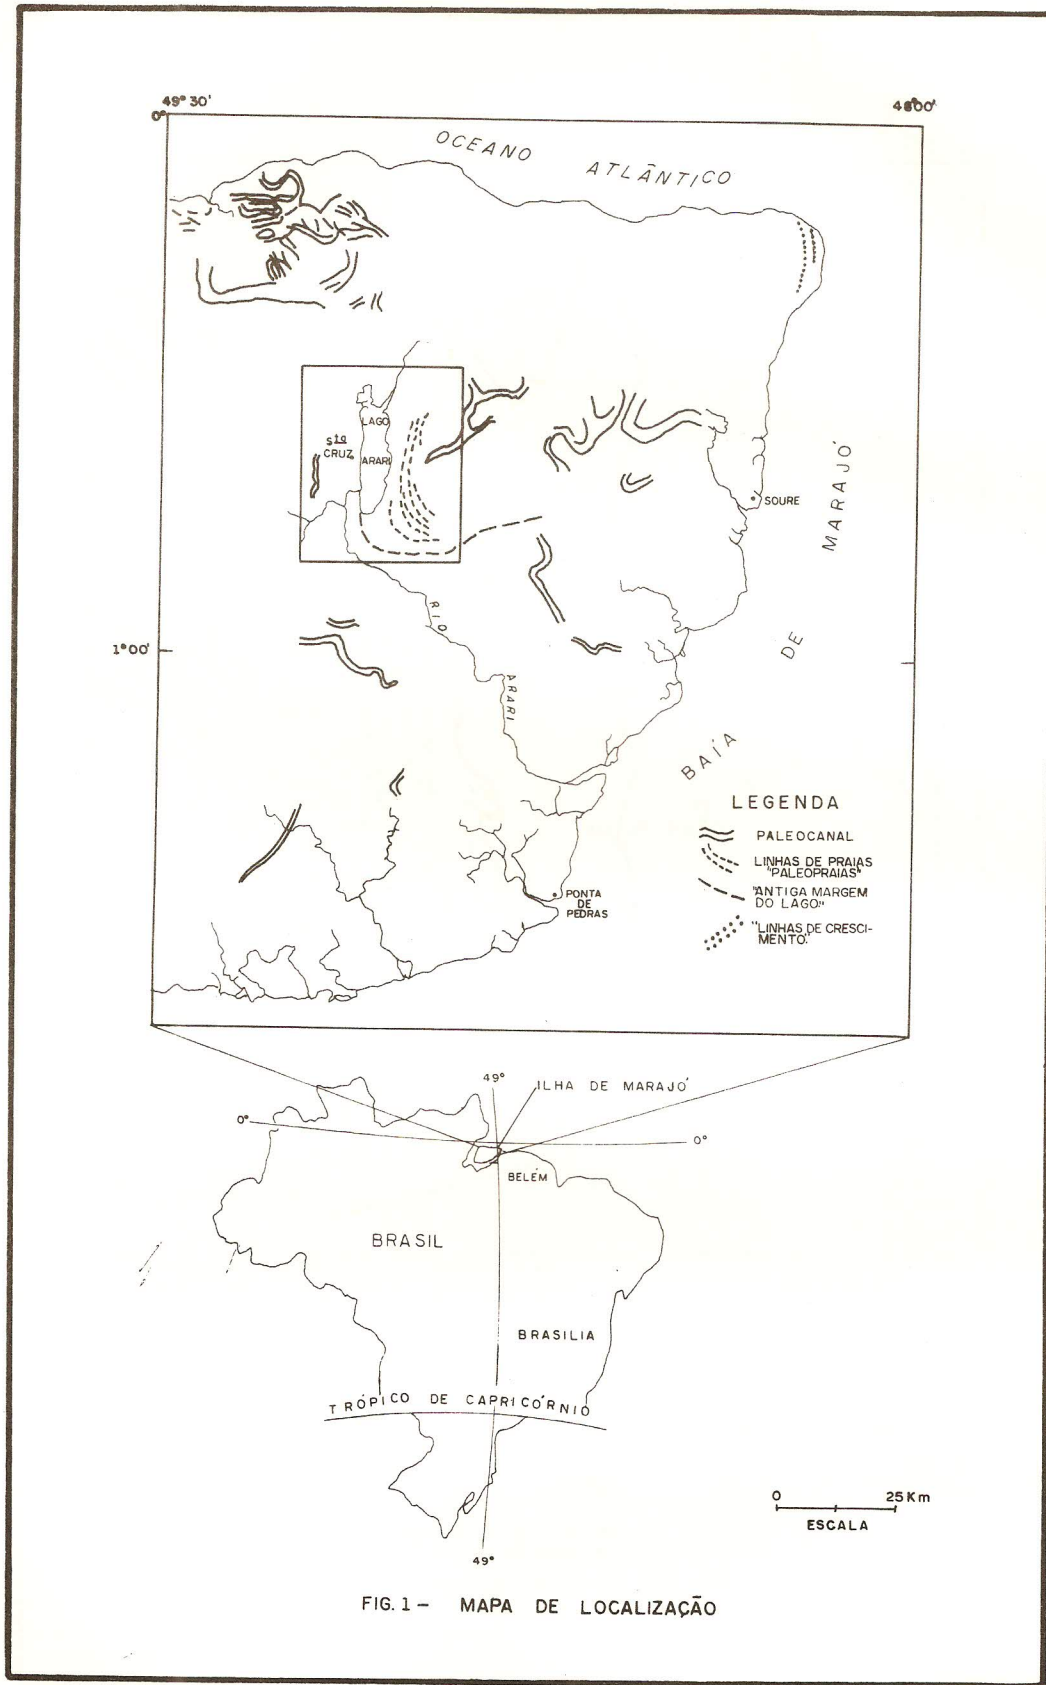 49° 30'
48°00'
0°
OCEANO ATLÂNTICO
LAGO
ARARI
Sta
CRUZ
SOURE
BAÍA DE MARAJÓ
1°00'
RIO ARARI
PONTA
DE
PEDRAS
LEGENDA
PALEOCANAL
LINHAS DE PRAIAS
"PALEOPRAIAS"
"ANTIGA MARGEM
DO LAGO"
"LINHAS DE CRESCI-
MENTO".
49°
ILHA DE MARAJÓ
0°
0°
BELÉM
BRASIL
BRASILIA
TRÓPICO DE CAPRICÓRNIO
49°
0 25Km
ESCALA
FIG. 1 – MAPA DE LOCALIZAÇÃO